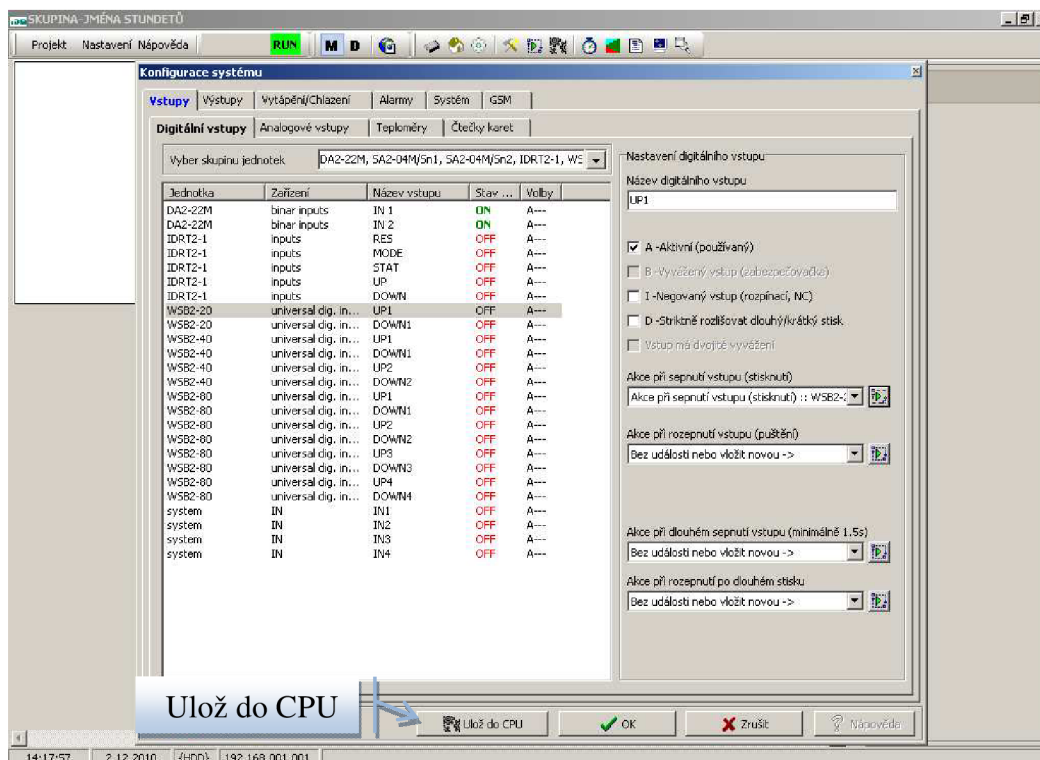 SKUPINA-JMÉNA STUNDETŮ
Projekt Nastavení Nápověda RUN M D
Konfigurace systému
Vstupy Výstupy Vytápění/Chlazení Alarmy Systém GSM
Digitální vstupy Analogové vstupy Teploměry Čtečky karet
Vyber skupinu jednotek DA2-22M, SA2-04M/Sn1, SA2-04M/Sn2, IDRT2-1, WS
Jednotka Zařízení Název vstupu Stav ... Volby
DA2-22M binar inputs IN 1 ON A---
DA2-22M binar inputs IN 2 ON A---
IDRT2-1 inputs RES OFF A---
IDRT2-1 inputs MODE OFF A---
IDRT2-1 inputs STAT OFF A---
IDRT2-1 inputs UP OFF A---
IDRT2-1 inputs DOWN OFF A---
WSB2-20 universal dig. in... UP1 OFF A---
WSB2-20 universal dig. in... DOWN1 OFF A---
WSB2-40 universal dig. in... UP1 OFF A---
WSB2-40 universal dig. in... DOWN1 OFF A---
WSB2-40 universal dig. in... UP2 OFF A---
WSB2-40 universal dig. in... DOWN2 OFF A---
WSB2-80 universal dig. in... UP1 OFF A---
WSB2-80 universal dig. in... DOWN1 OFF A---
WSB2-80 universal dig. in... UP2 OFF A---
WSB2-80 universal dig. in... DOWN2 OFF A---
WSB2-80 universal dig. in... UP3 OFF A---
WSB2-80 universal dig. in... DOWN3 OFF A---
WSB2-80 universal dig. in... UP4 OFF A---
WSB2-80 universal dig. in... DOWN4 OFF A---
system IN IN1 OFF A---
system IN IN2 OFF A---
system IN IN3 OFF A---
system IN IN4 OFF A---
Nastavení digitálního vstupu
Název digitálního vstupu
UP1
A -Aktivní (používaný)
B -Vyvážený vstup (zabezpečovačka)
I -Negovaný vstup (rozpínací, NC)
D -Striktně rozlišovat dlouhý/krátký stisk
Vstup má dvojité vyvážení
Akce při sepnutí vstupu (stisknutí)
Akce při sepnutí vstupu (stisknutí) :: WSB2-2
Akce při rozepnutí vstupu (puštění)
Bez události nebo vložit novou ->
Akce při dlouhém sepnutí vstupu (minimálně 1.5s)
Bez události nebo vložit novou ->
Akce při rozepnutí po dlouhém stisku
Bez události nebo vložit novou ->
Ulož do CPU
Ulož do CPU OK Zrušit Nápověda
14:17:57 2.12.2010 {HDD} 192.168.001.001